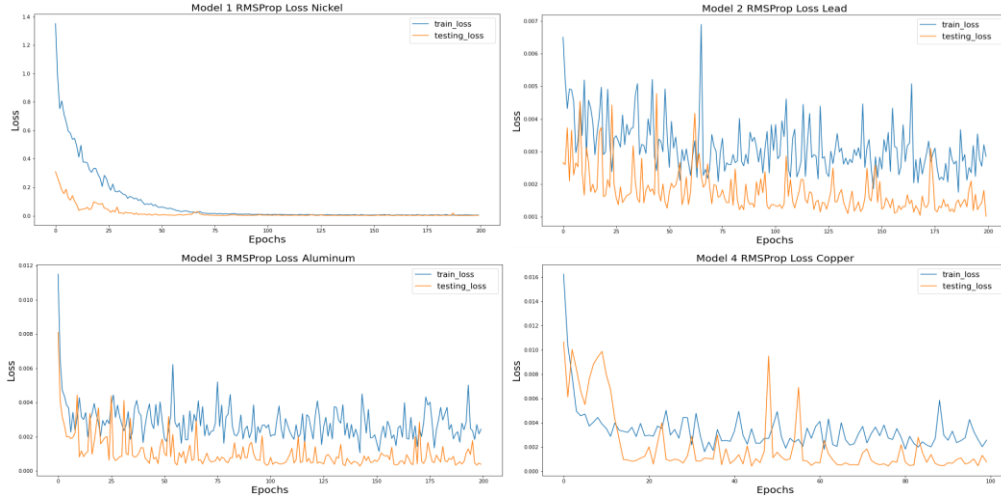 Model 1 RMSProp Loss Nickel
train_loss
testing_loss
1.4
1.2
1.0
0.8
0.6
0.4
0.2
0.0
Loss
0 25 50 75 100 125 150 175 200
Epochs
Model 2 RMSProp Loss Lead
train_loss
testing_loss
0.007
0.006
0.005
0.004
0.003
0.002
0.001
Loss
0 25 50 75 100 125 150 175 200
Epochs
Model 3 RMSProp Loss Aluminum
train_loss
testing_loss
0.012
0.010
0.008
0.006
0.004
0.002
0.000
Loss
0 25 50 75 100 125 150 175 200
Epochs
Model 4 RMSProp Loss Copper
train_loss
testing_loss
0.016
0.014
0.012
0.010
0.008
0.006
0.004
0.002
0.000
Loss
0 20 40 60 80 100
Epochs